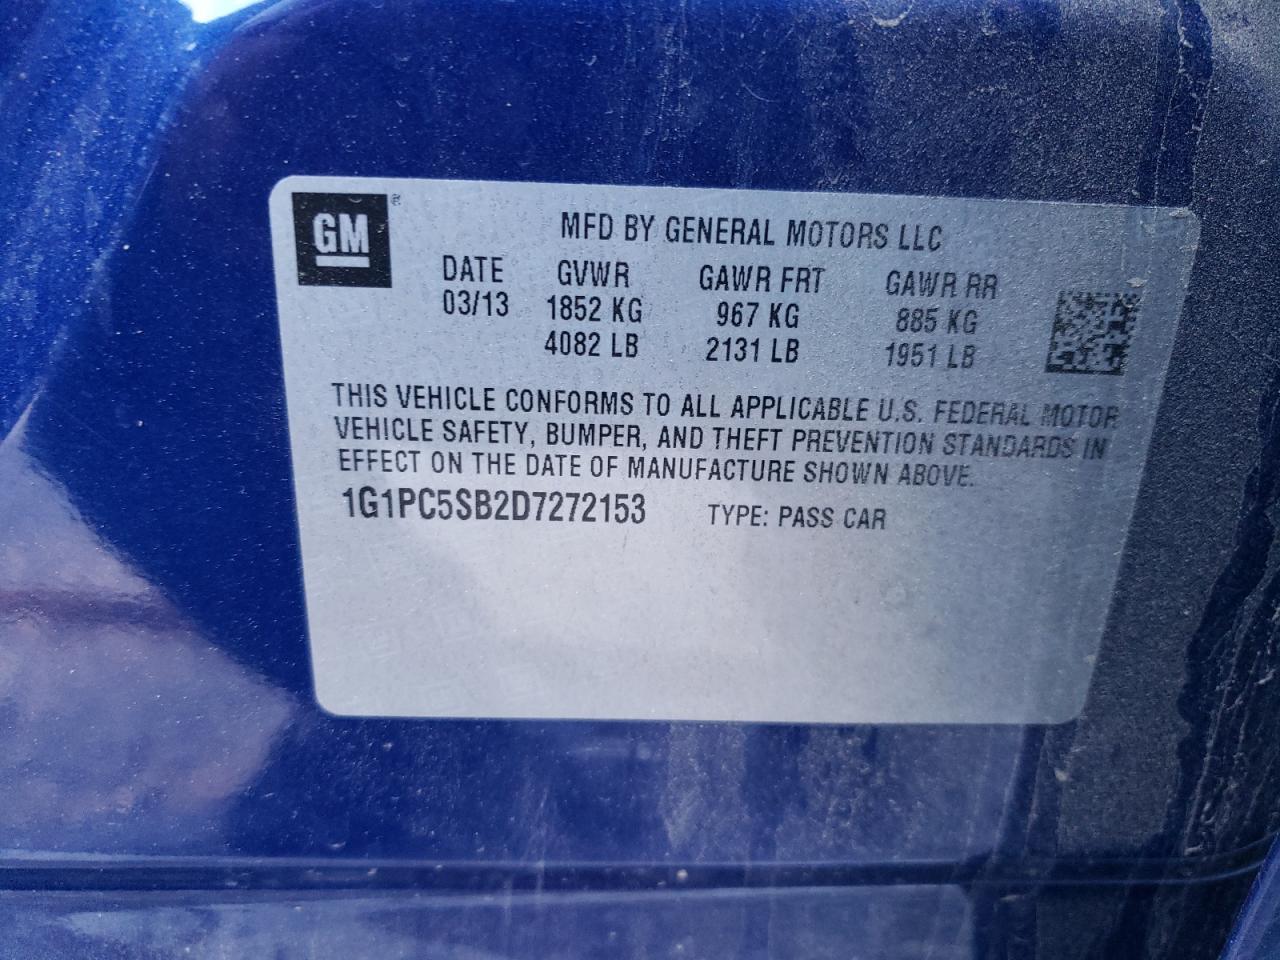 GM ®
MFD BY GENERAL MOTORS LLC
DATE GVWR GAWR FRT GAWR RR
03/13 1852 KG 967 KG 885 KG
4082 LB 2131 LB 1951 LB
THIS VEHICLE CONFORMS TO ALL APPLICABLE U.S. FEDERAL MOTOR
VEHICLE SAFETY, BUMPER, AND THEFT PREVENTION STANDARDS IN
EFFECT ON THE DATE OF MANUFACTURE SHOWN ABOVE.
1G1PC5SB2D7272153 TYPE: PASS CAR